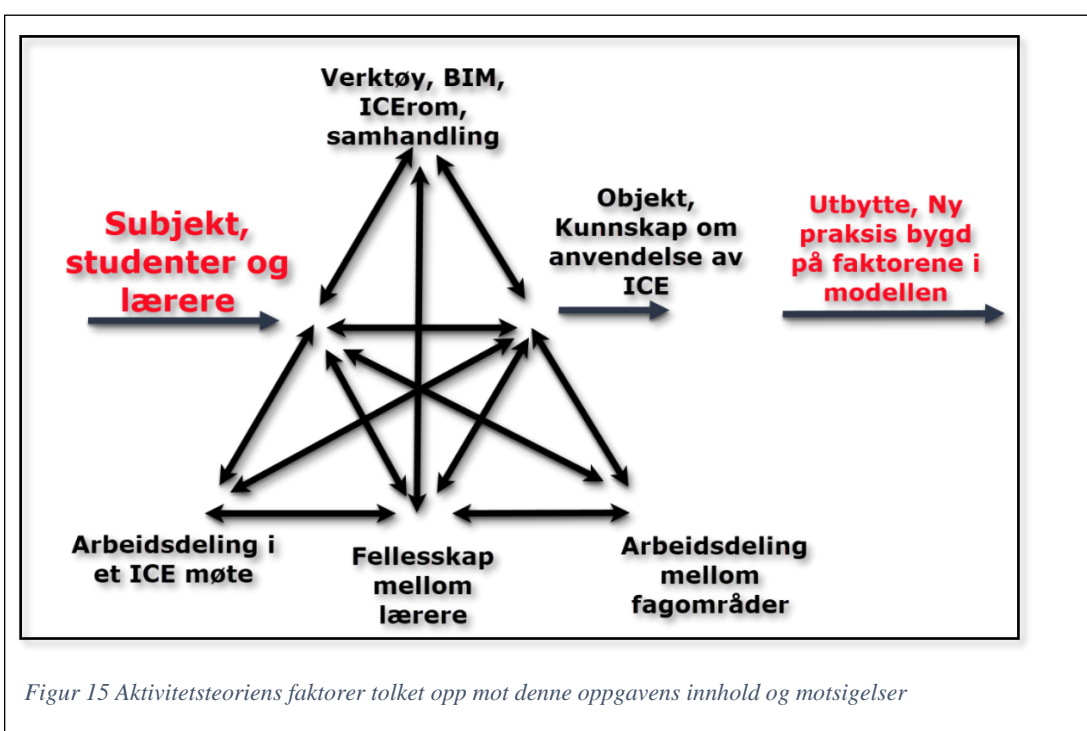 Verktøy, BIM,
ICErom,
samhandling
Subjekt,
studenter og
lærere
Objekt,
Kunnskap om
anvendelse av
ICE
Utbytte, Ny
praksis bygd
på faktorene i
modellen
Arbeidsdeling i
et ICE møte
Fellesskap
mellom
lærere
Arbeidsdeling
mellom
fagområder
Figur 15 Aktivitetsteoriens faktorer tolket opp mot denne oppgavens innhold og motsigelser